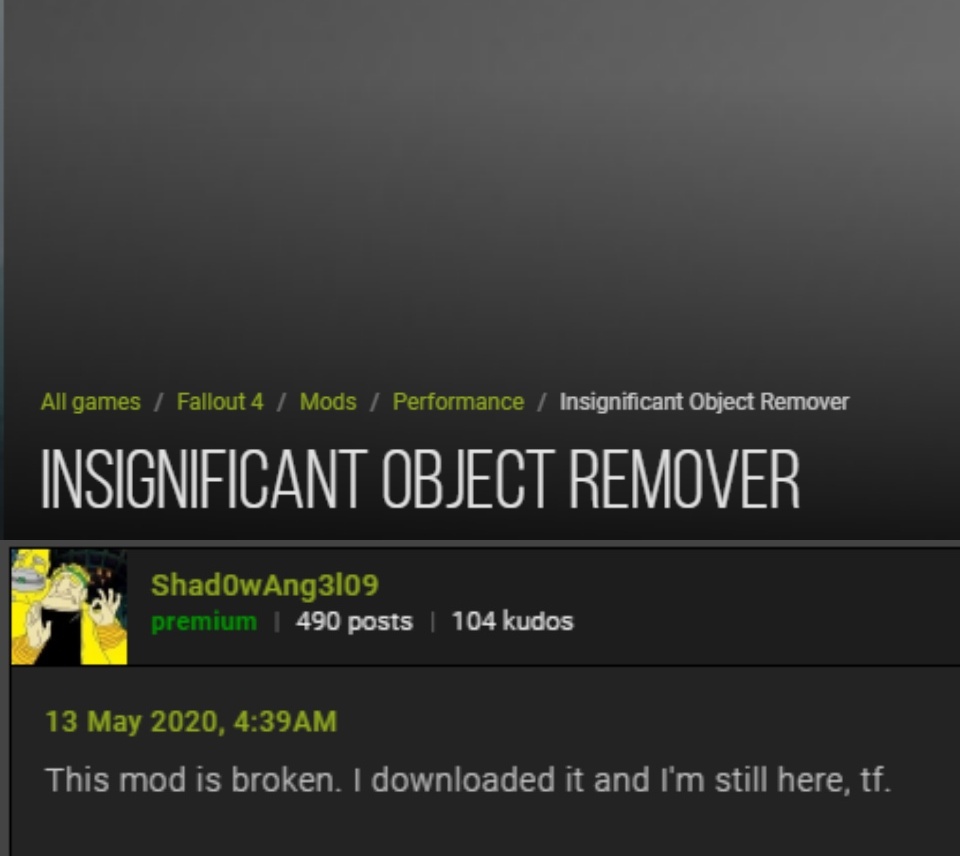 All games / Fallout 4 / Mods / Performance / Insignificant Object Remover
INSIGNIFICANT OBJECT REMOVER
Shad0wAng3l09
premium | 490 posts | 104 kudos
13 May 2020, 4:39AM
This mod is broken. I downloaded it and I'm still here, tf.